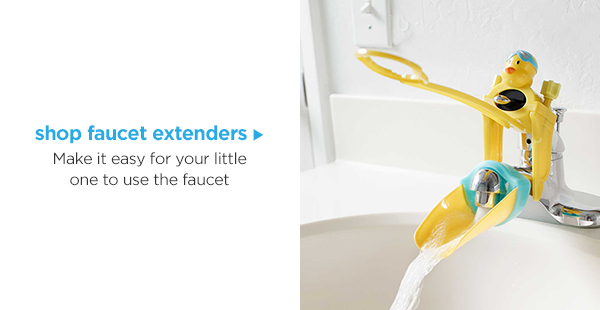 shop faucet extenders ▸
Make it easy for your little
one to use the faucet